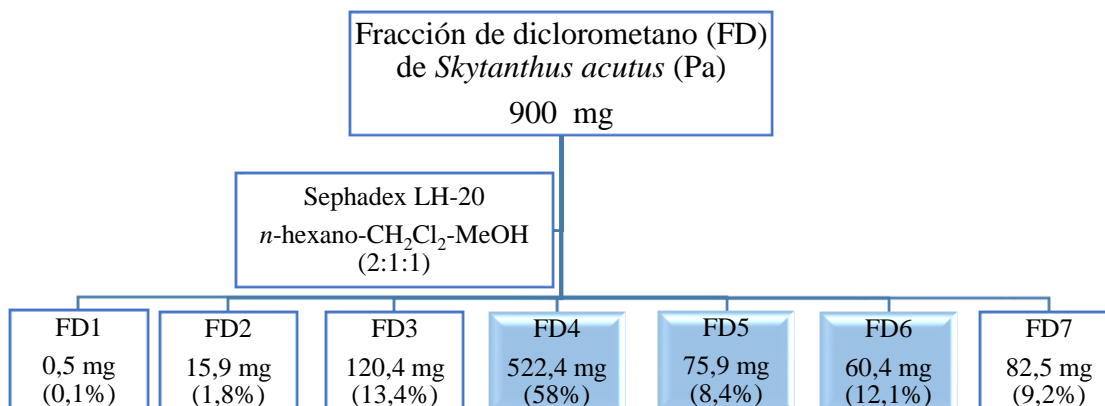 Fracción de diclorometano (FD)
de Skytanthus acutus (Pa)
900 mg
Sephadex LH-20
n-hexano-CH₂Cl₂-MeOH
(2:1:1)
FD1
0,5 mg
(0,1%)
FD2
15,9 mg
(1,8%)
FD3
120,4 mg
(13,4%)
FD4
522,4 mg
(58%)
FD5
75,9 mg
(8,4%)
FD6
60,4 mg
(12,1%)
FD7
82,5 mg
(9,2%)